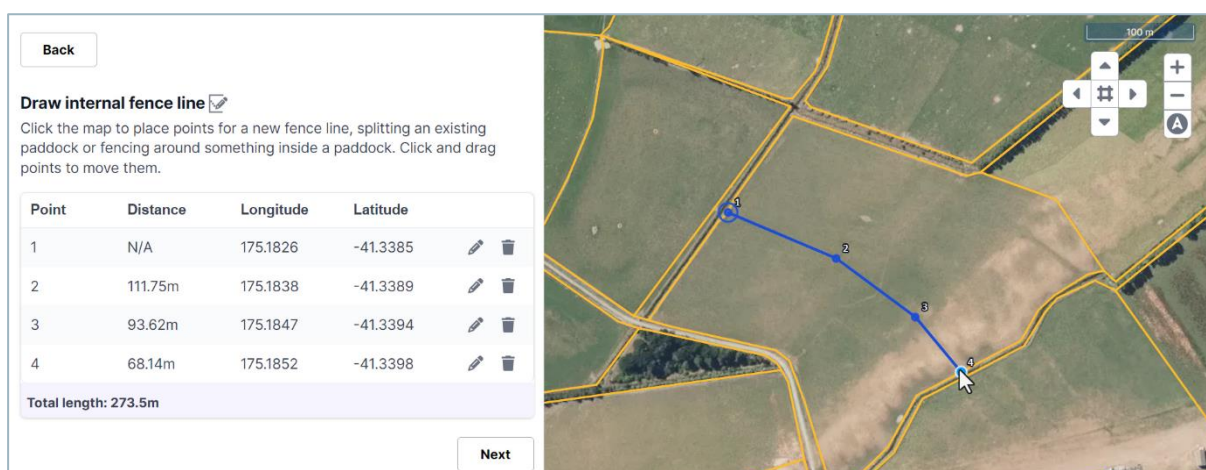 Back
Draw internal fence line
Click the map to place points for a new fence line, splitting an existing
paddock or fencing around something inside a paddock. Click and drag
points to move them.
Point Distance Longitude Latitude
1 N/A 175.1826 -41.3385
2 111.75m 175.1838 -41.3389
3 93.62m 175.1847 -41.3394
4 68.14m 175.1852 -41.3398
Total length: 273.5m
Next
100 m
A
1
2
3
4